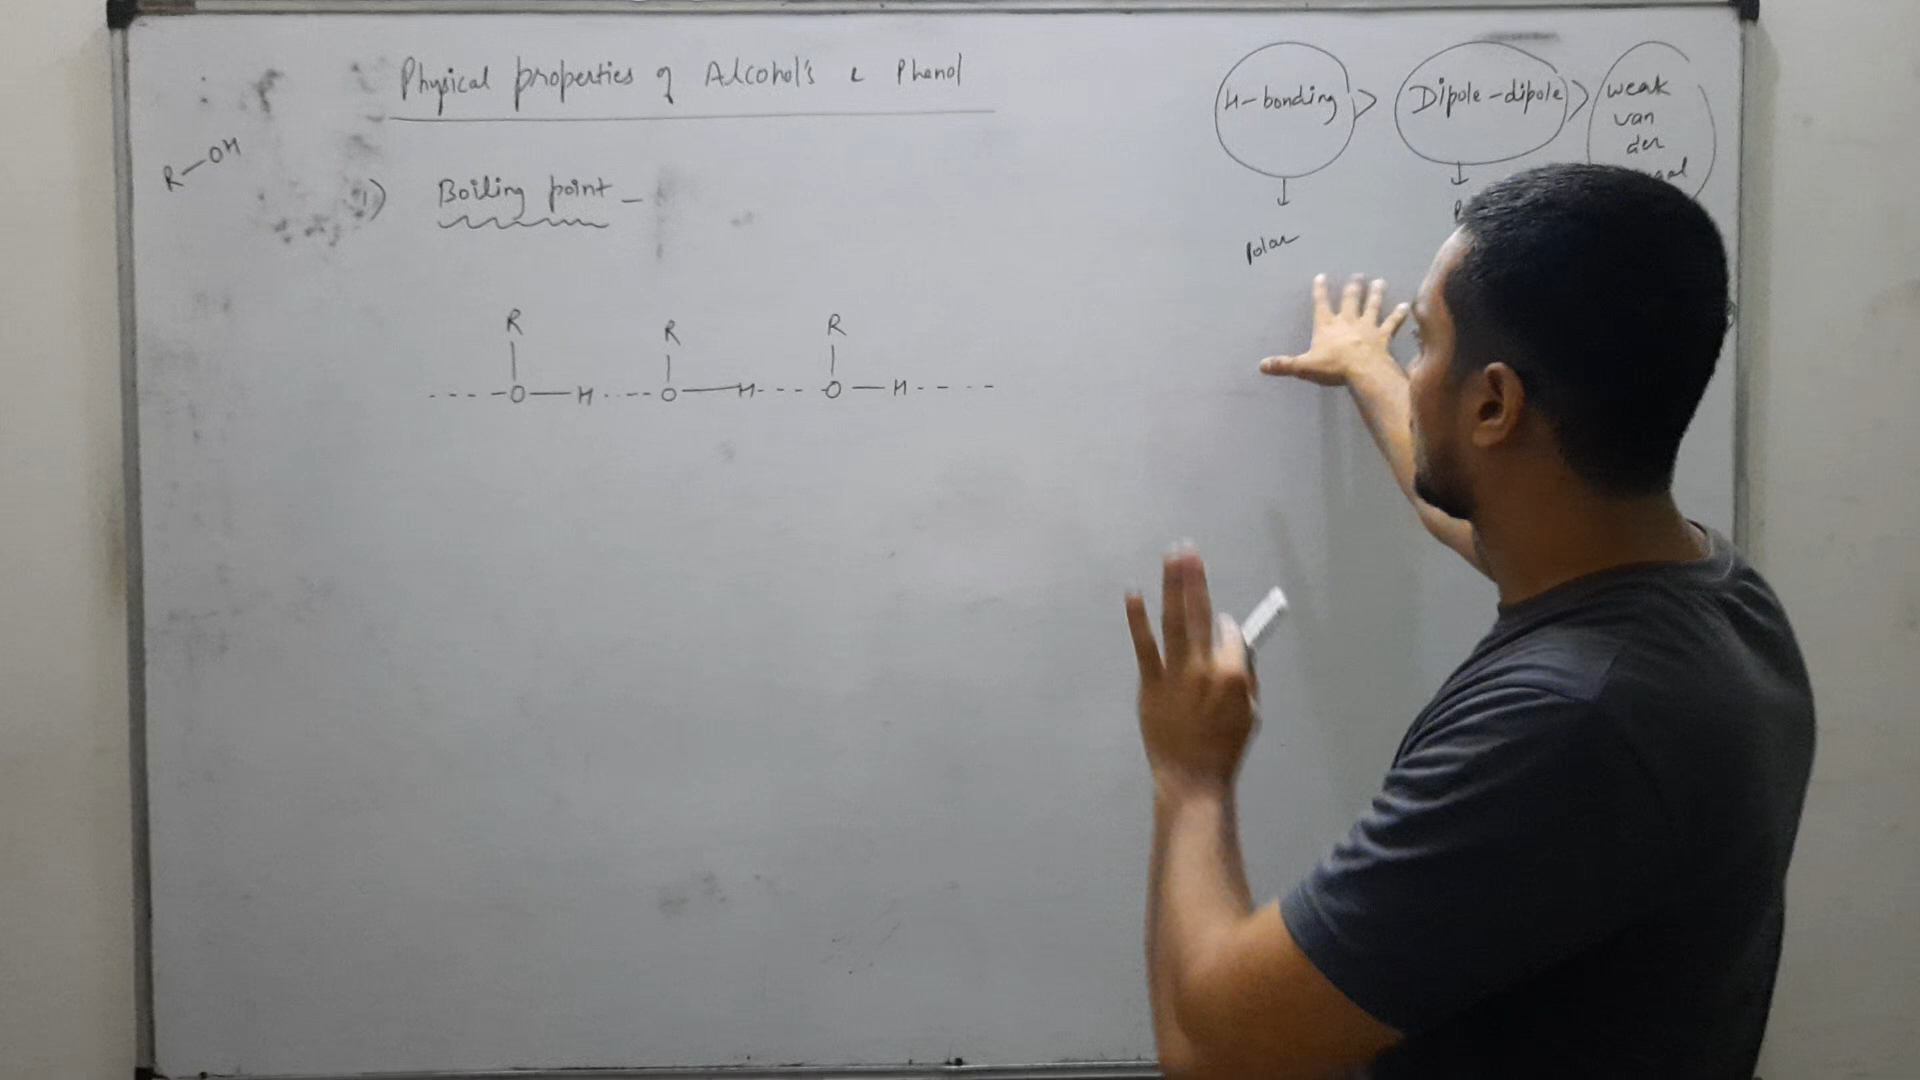 Physical properties of Alcohol's & Phenol
R-OH
1) Boiling point -
R R R
----O-H-----O-H----O-H-----
H-bonding > Dipole-dipole > weak
van
der
Polar